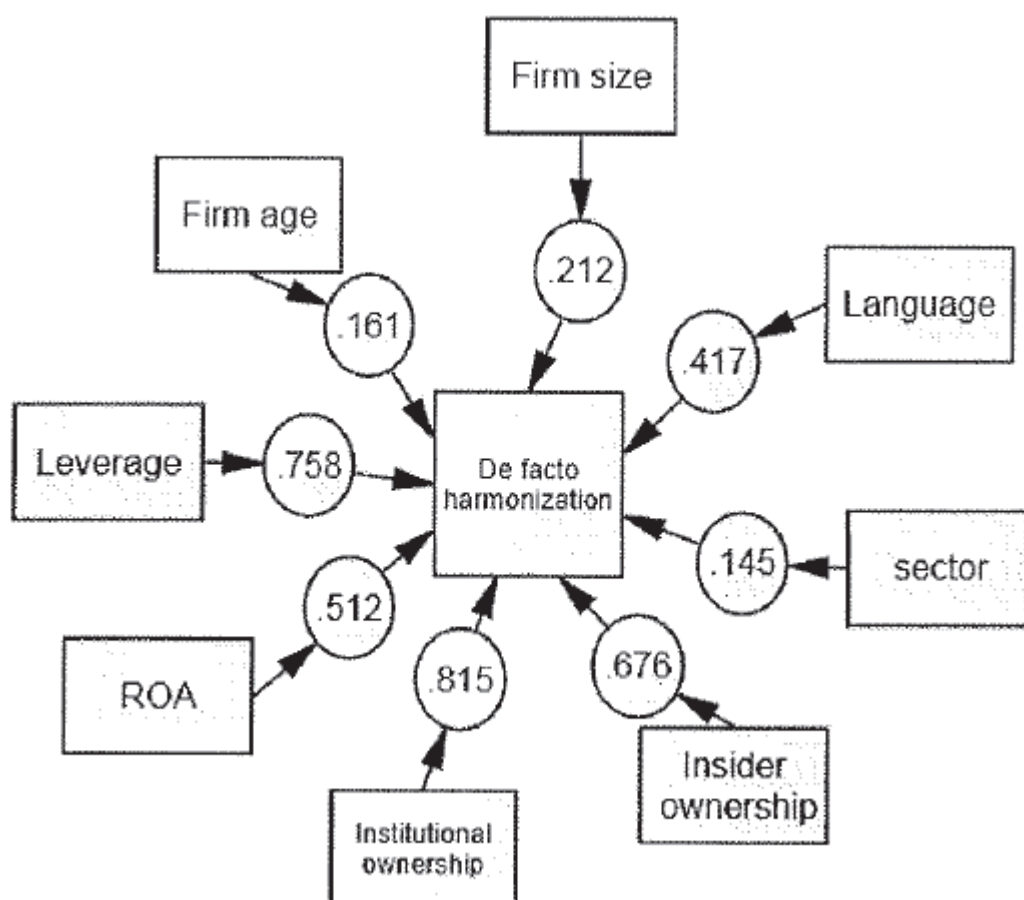 Firm size
Firm age
.212
Language
.161
.417
Leverage
.758
De facto
harmonization
.145
sector
.512
ROA
.815
.676
Insider
ownership
Institutional
ownership